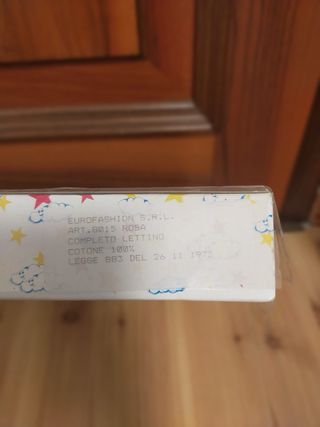 EUROFASHION S.R.L.
ART.8015 ROSA
COMPLETO LETTINO
COTONE 100%
LEGGE 883 DEL 26 11 1973